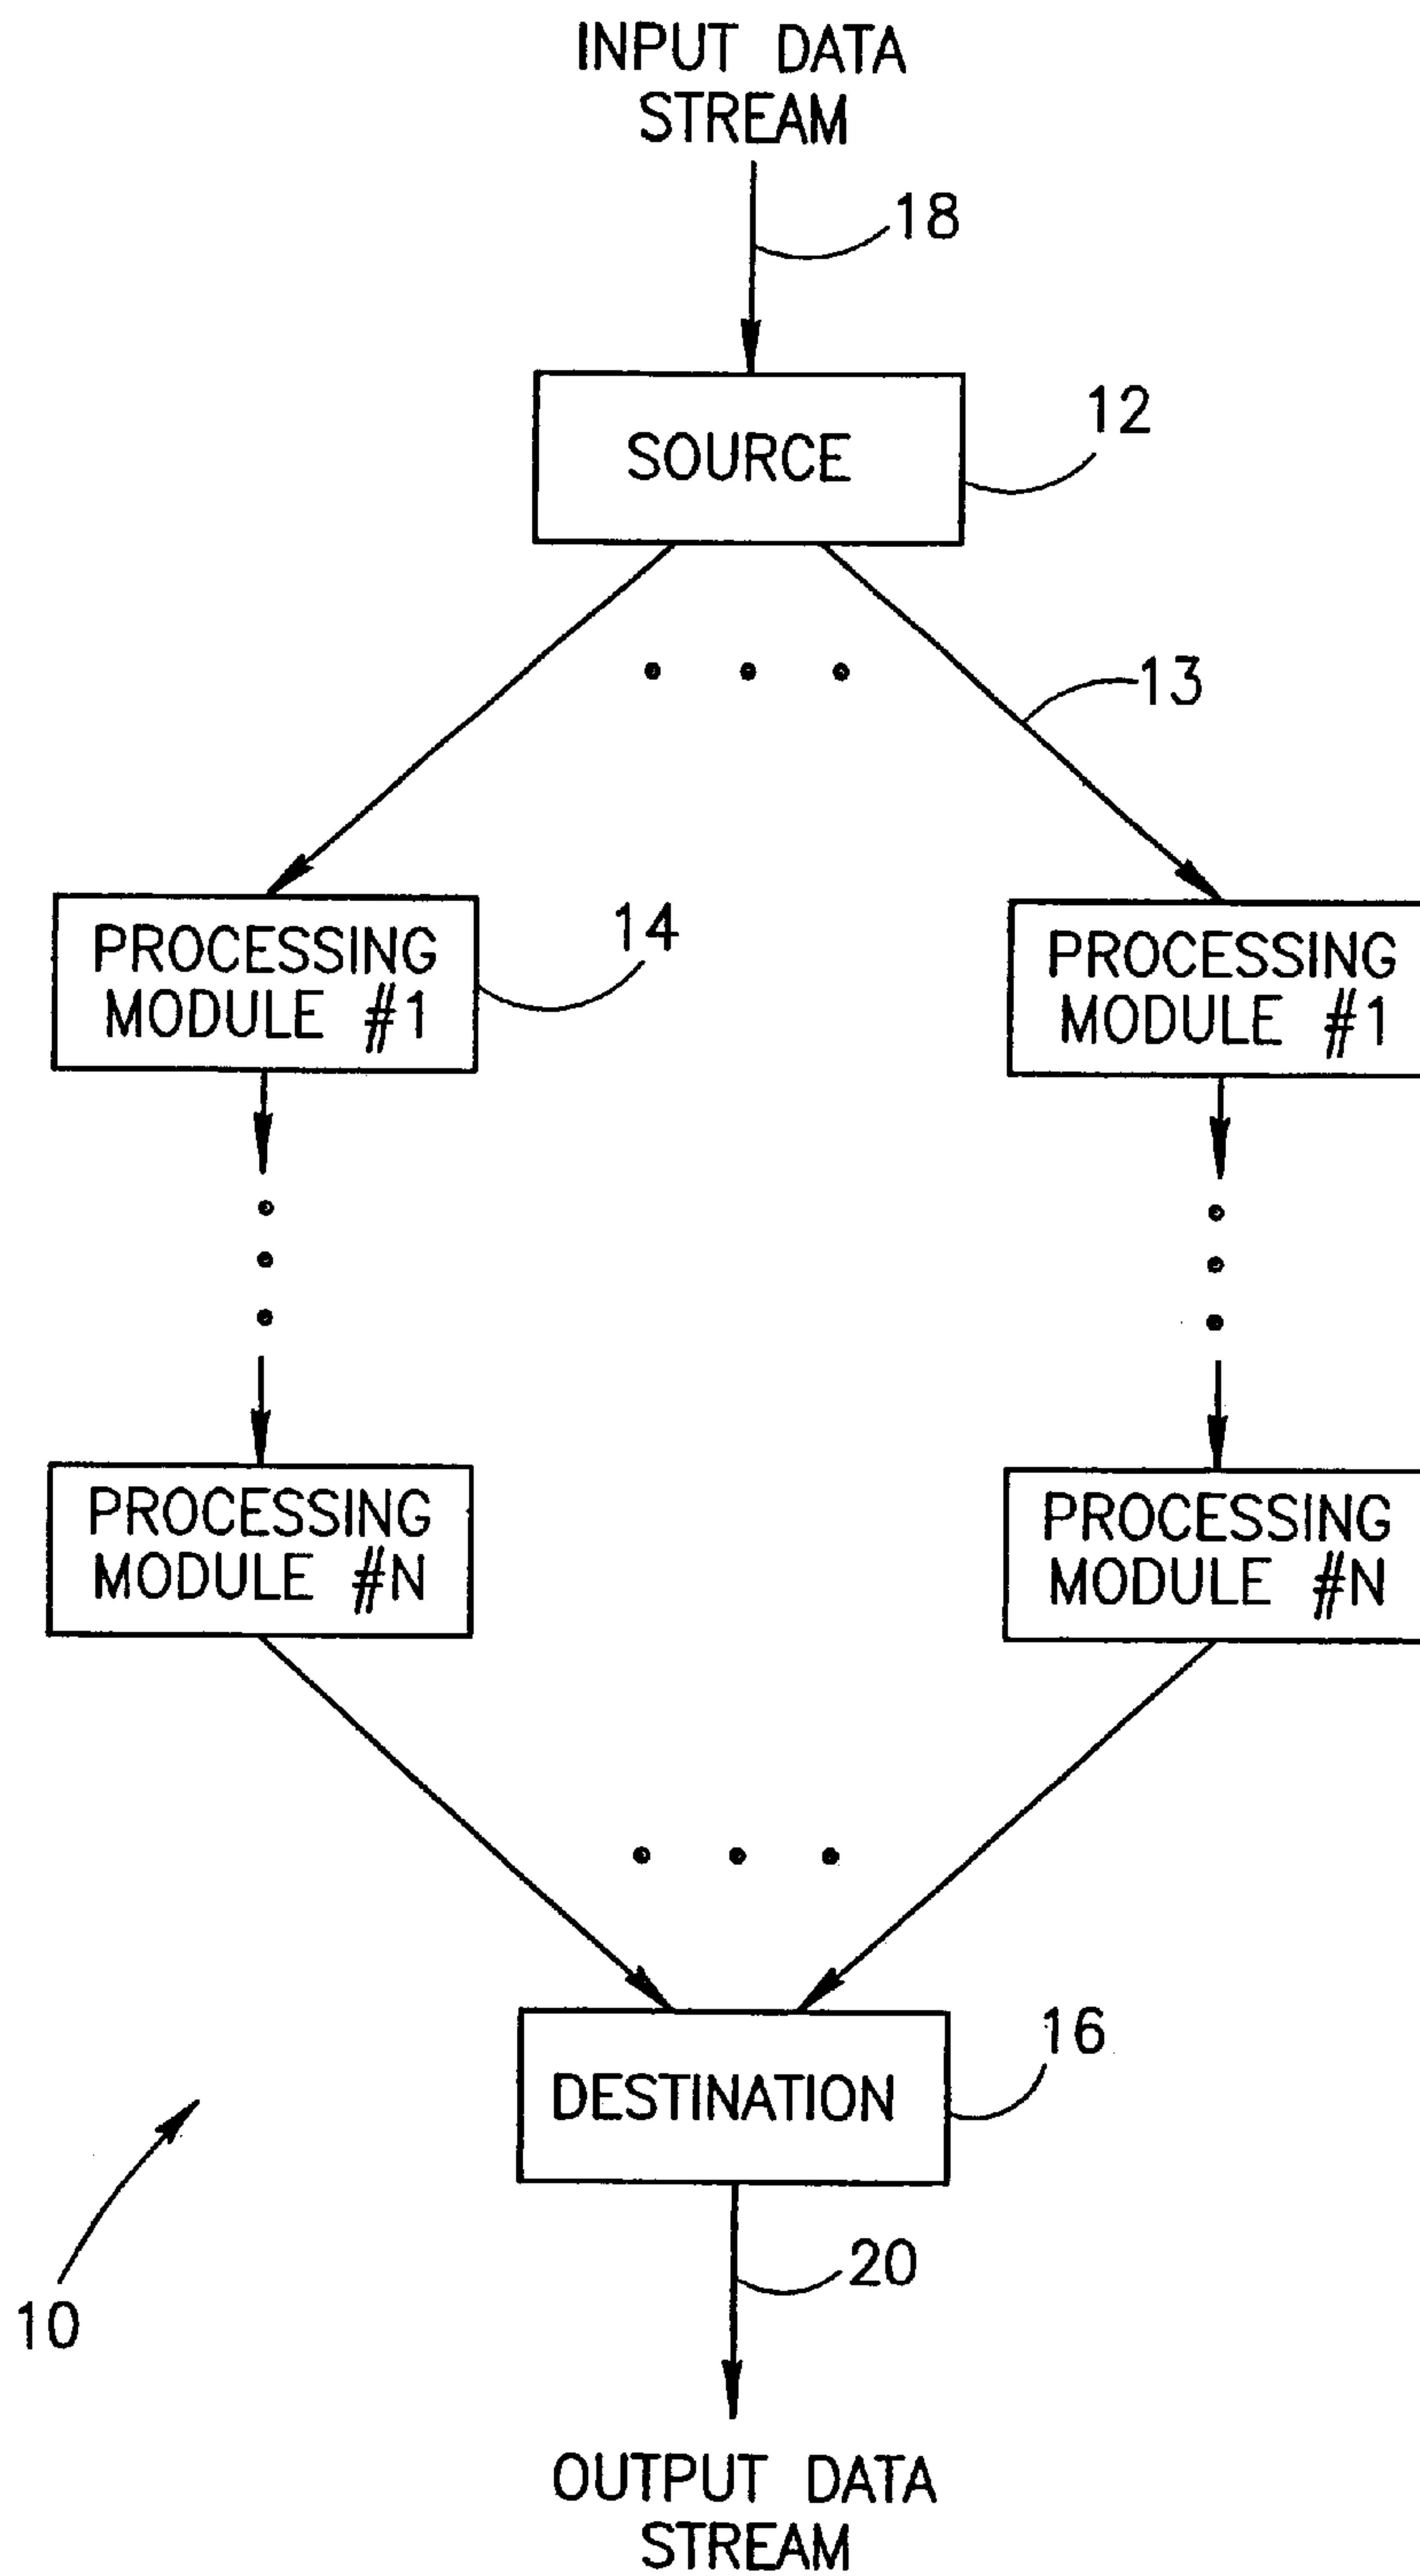 INPUT DATA
STREAM
18
SOURCE
12
13
PROCESSING
MODULE #1
14
PROCESSING
MODULE #1
PROCESSING
MODULE #N
PROCESSING
MODULE #N
DESTINATION
16
10
20
OUTPUT DATA
STREAM